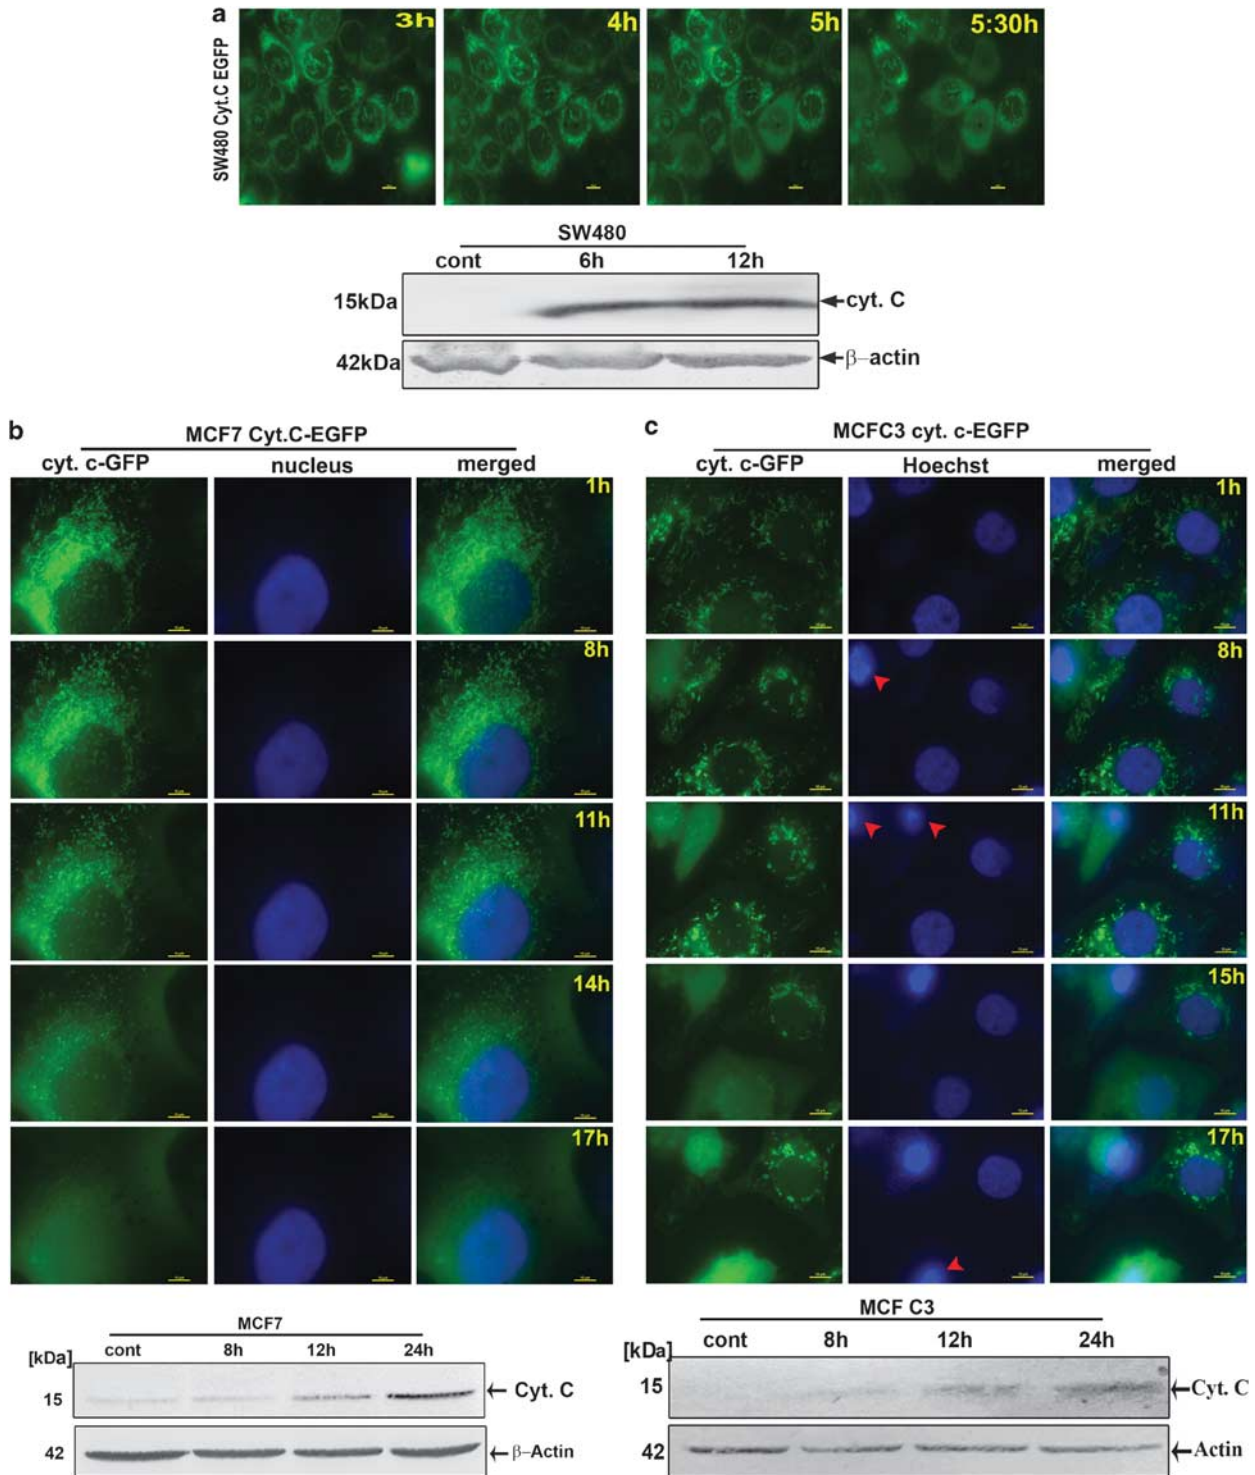 a
3h 4h 5h 5:30h
SW480 Cyt.C EGFP
SW480
cont 6h 12h
15kDa cyt. C
42kDa β–actin
b
MCF7 Cyt.C-EGFP
cyt. c-GFP nucleus merged
1h
8h
11h
14h
17h
MCF7
[kDa] cont 8h 12h 24h
15 Cyt. C
42 β–Actin
c
MCFC3 cyt. c-EGFP
cyt. c-GFP Hoechst merged
1h
8h
11h
15h
17h
MCF C3
[kDa] cont 8h 12h 24h
15 Cyt. C
42 Actin